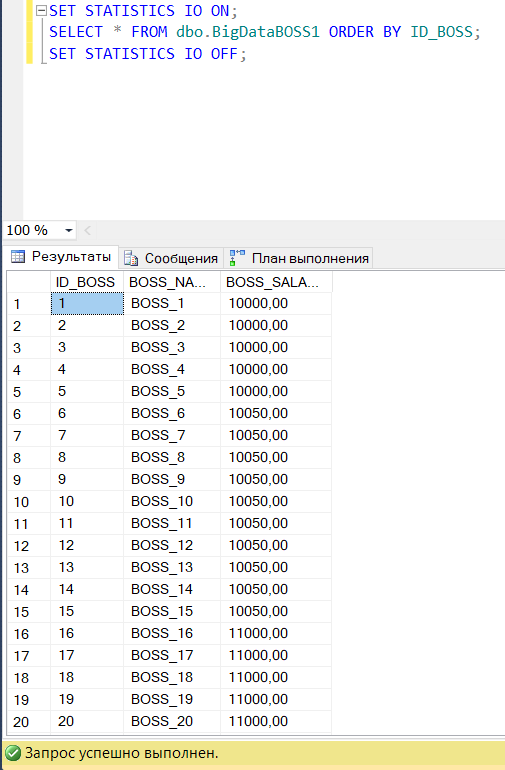 SET STATISTICS IO ON;
SELECT * FROM dbo.BigDataBOSS1 ORDER BY ID_BOSS;
SET STATISTICS IO OFF;
100 %
Результаты Сообщения План выполнения
ID_BOSS BOSS_NA... BOSS_SALA...
1 1 BOSS_1 10000,00
2 2 BOSS_2 10000,00
3 3 BOSS_3 10000,00
4 4 BOSS_4 10000,00
5 5 BOSS_5 10000,00
6 6 BOSS_6 10050,00
7 7 BOSS_7 10050,00
8 8 BOSS_8 10050,00
9 9 BOSS_9 10050,00
10 10 BOSS_10 10050,00
11 11 BOSS_11 10050,00
12 12 BOSS_12 10050,00
13 13 BOSS_13 10050,00
14 14 BOSS_14 10050,00
15 15 BOSS_15 10050,00
16 16 BOSS_16 11000,00
17 17 BOSS_17 11000,00
18 18 BOSS_18 11000,00
19 19 BOSS_19 11000,00
20 20 BOSS_20 11000,00
Запрос успешно выполнен.